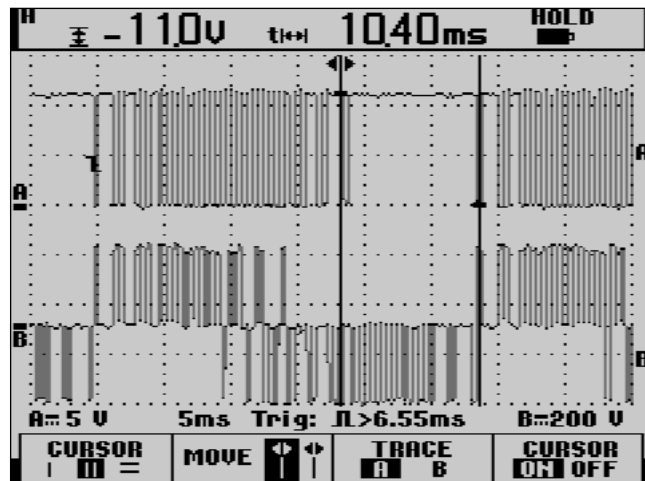 H -11.0V t 10.40ms HOLD
A
A
B
B
A 5 V 5ms Trig: >6.55ms B 200 V
CURSOR MOVE TRACE CURSOR
A B ON OFF